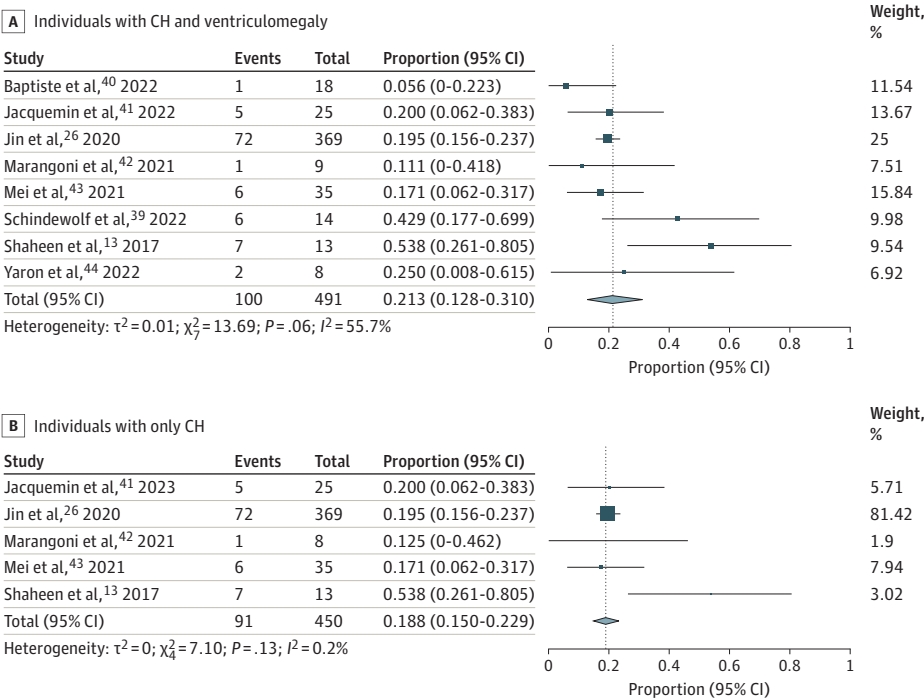 A Individuals with CH and ventriculomegaly
Weight, %
Study Events Total Proportion (95% CI)
Baptiste et al,40 2022 1 18 0.056 (0-0.223) 11.54
Jacquemin et al,41 2022 5 25 0.200 (0.062-0.383) 13.67
Jin et al,26 2020 72 369 0.195 (0.156-0.237) 25
Marangoni et al,42 2021 1 9 0.111 (0-0.418) 7.51
Mei et al,43 2021 6 35 0.171 (0.062-0.317) 15.84
Schindewolf et al,39 2022 6 14 0.429 (0.177-0.699) 9.98
Shaheen et al,13 2017 7 13 0.538 (0.261-0.805) 9.54
Yaron et al,44 2022 2 8 0.250 (0.008-0.615) 6.92
Total (95% CI) 100 491 0.213 (0.128-0.310)
Heterogeneity: τ2 = 0.01; χ27 = 13.69; P = .06; I2 = 55.7%
0 0.2 0.4 0.6 0.8 1
Proportion (95% CI)
B Individuals with only CH
Weight, %
Study Events Total Proportion (95% CI)
Jacquemin et al,41 2023 5 25 0.200 (0.062-0.383) 5.71
Jin et al,26 2020 72 369 0.195 (0.156-0.237) 81.42
Marangoni et al,42 2021 1 8 0.125 (0-0.462) 1.9
Mei et al,43 2021 6 35 0.171 (0.062-0.317) 7.94
Shaheen et al,13 2017 7 13 0.538 (0.261-0.805) 3.02
Total (95% CI) 91 450 0.188 (0.150-0.229)
Heterogeneity: τ2 = 0; χ24 = 7.10; P = .13; I2 = 0.2%
0 0.2 0.4 0.6 0.8 1
Proportion (95% CI)